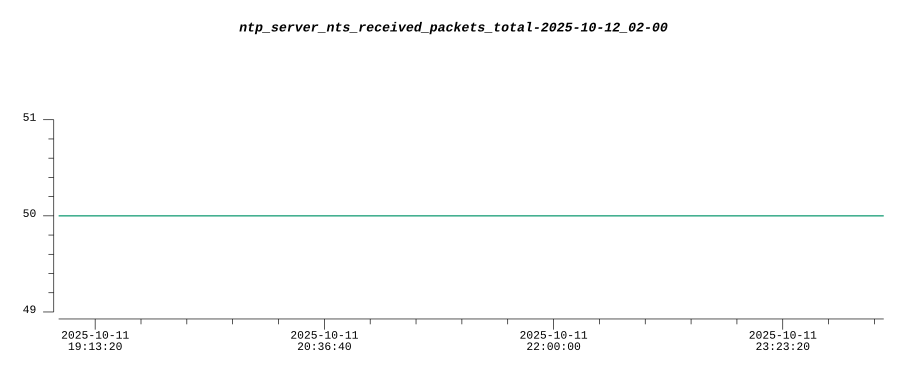 ntp_server_nts_received_packets_total-2025-10-12_02-00
51
50
49
2025-10-11 2025-10-11 2025-10-11 2025-10-11
19:13:20 20:36:40 22:00:00 23:23:20